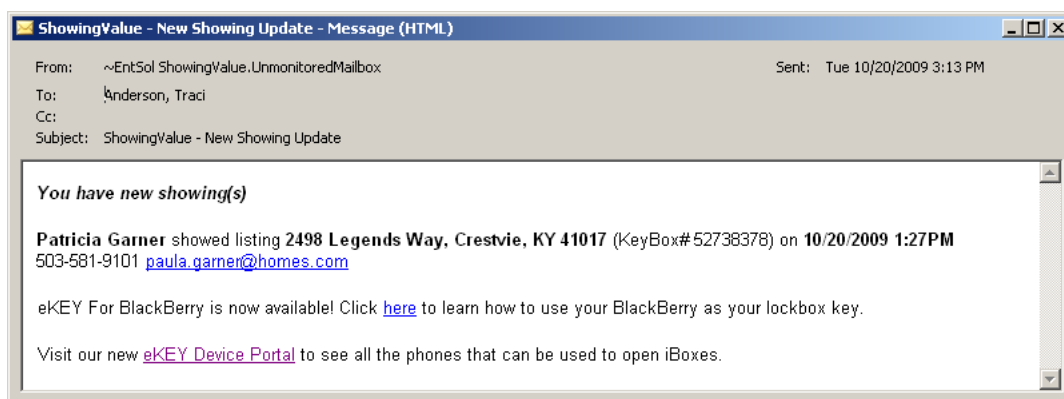 ShowingValue - New Showing Update - Message (HTML)
From: ~EntSol ShowingValue.UnmonitoredMailbox Sent: Tue 10/20/2009 3:13 PM
To: Anderson, Traci
Cc:
Subject: ShowingValue - New Showing Update
You have new showing(s)
Patricia Garner showed listing 2498 Legends Way, Crestvie, KY 41017 (KeyBox# 52738378) on 10/20/2009 1:27PM
503-581-9101 paula.garner@homes.com
eKEY For BlackBerry is now available! Click here to learn how to use your BlackBerry as your lockbox key.
Visit our new eKEY Device Portal to see all the phones that can be used to open iBoxes.